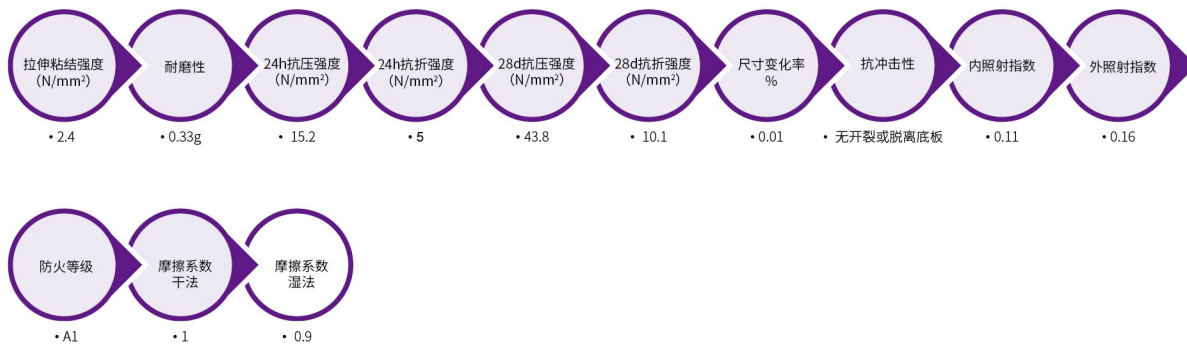 拉伸粘结强度
（N/mm²）
• 2.4
耐磨性
• 0.33g
24h抗压强度
（N/mm²）
• 15.2
24h抗折强度
（N/mm²）
• 5
28d抗压强度
（N/mm²）
• 43.8
28d抗折强度
（N/mm²）
• 10.1
尺寸变化率
%
• 0.01
抗冲击性
• 无开裂或脱离底板
内照射指数
• 0.11
外照射指数
• 0.16
防火等级
• A1
摩擦系数
干法
• 1
摩擦系数
湿法
• 0.9